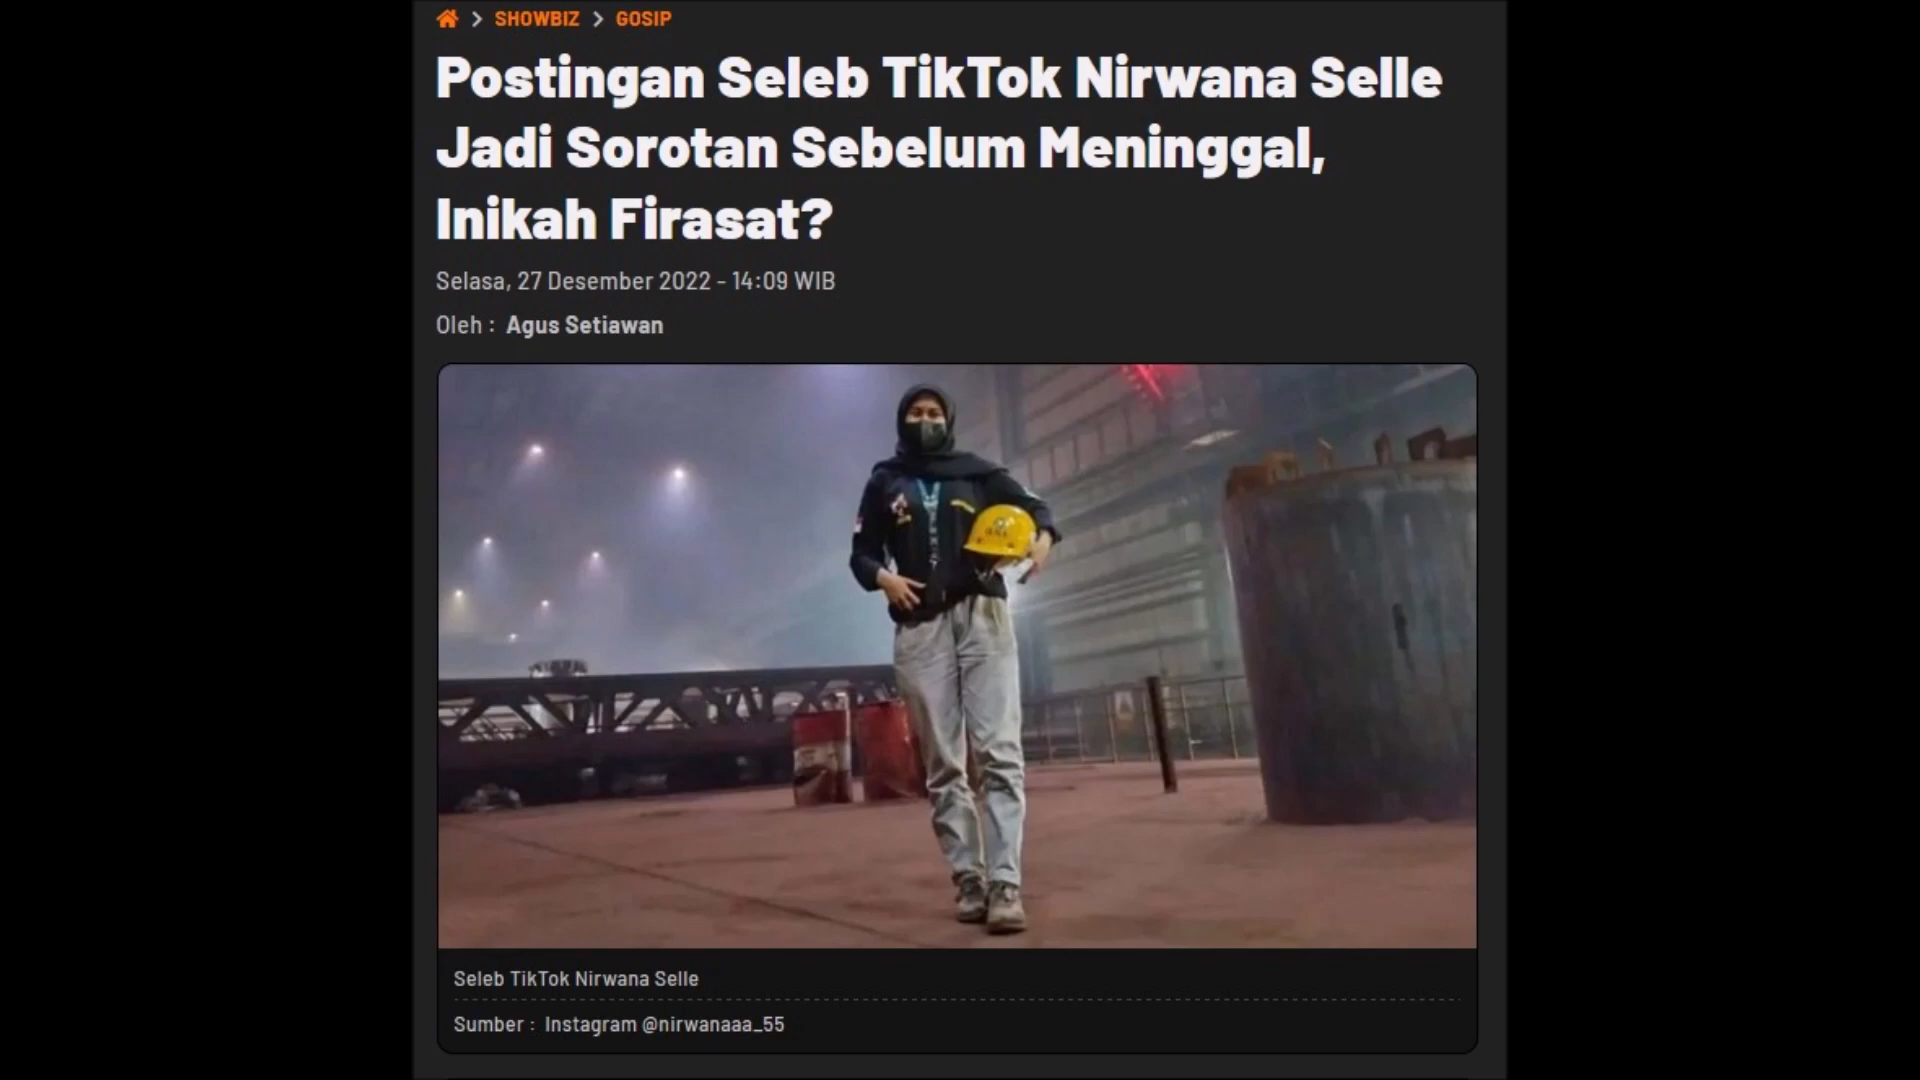 SHOWBIZ > GOSIP
Postingan Seleb TikTok Nirwana Selle
Jadi Sorotan Sebelum Meninggal,
Inikah Firasat?
Selasa, 27 Desember 2022 - 14:09 WIB
Oleh : Agus Setiawan
Seleb TikTok Nirwana Selle
Sumber : Instagram @nirwanaaa_55